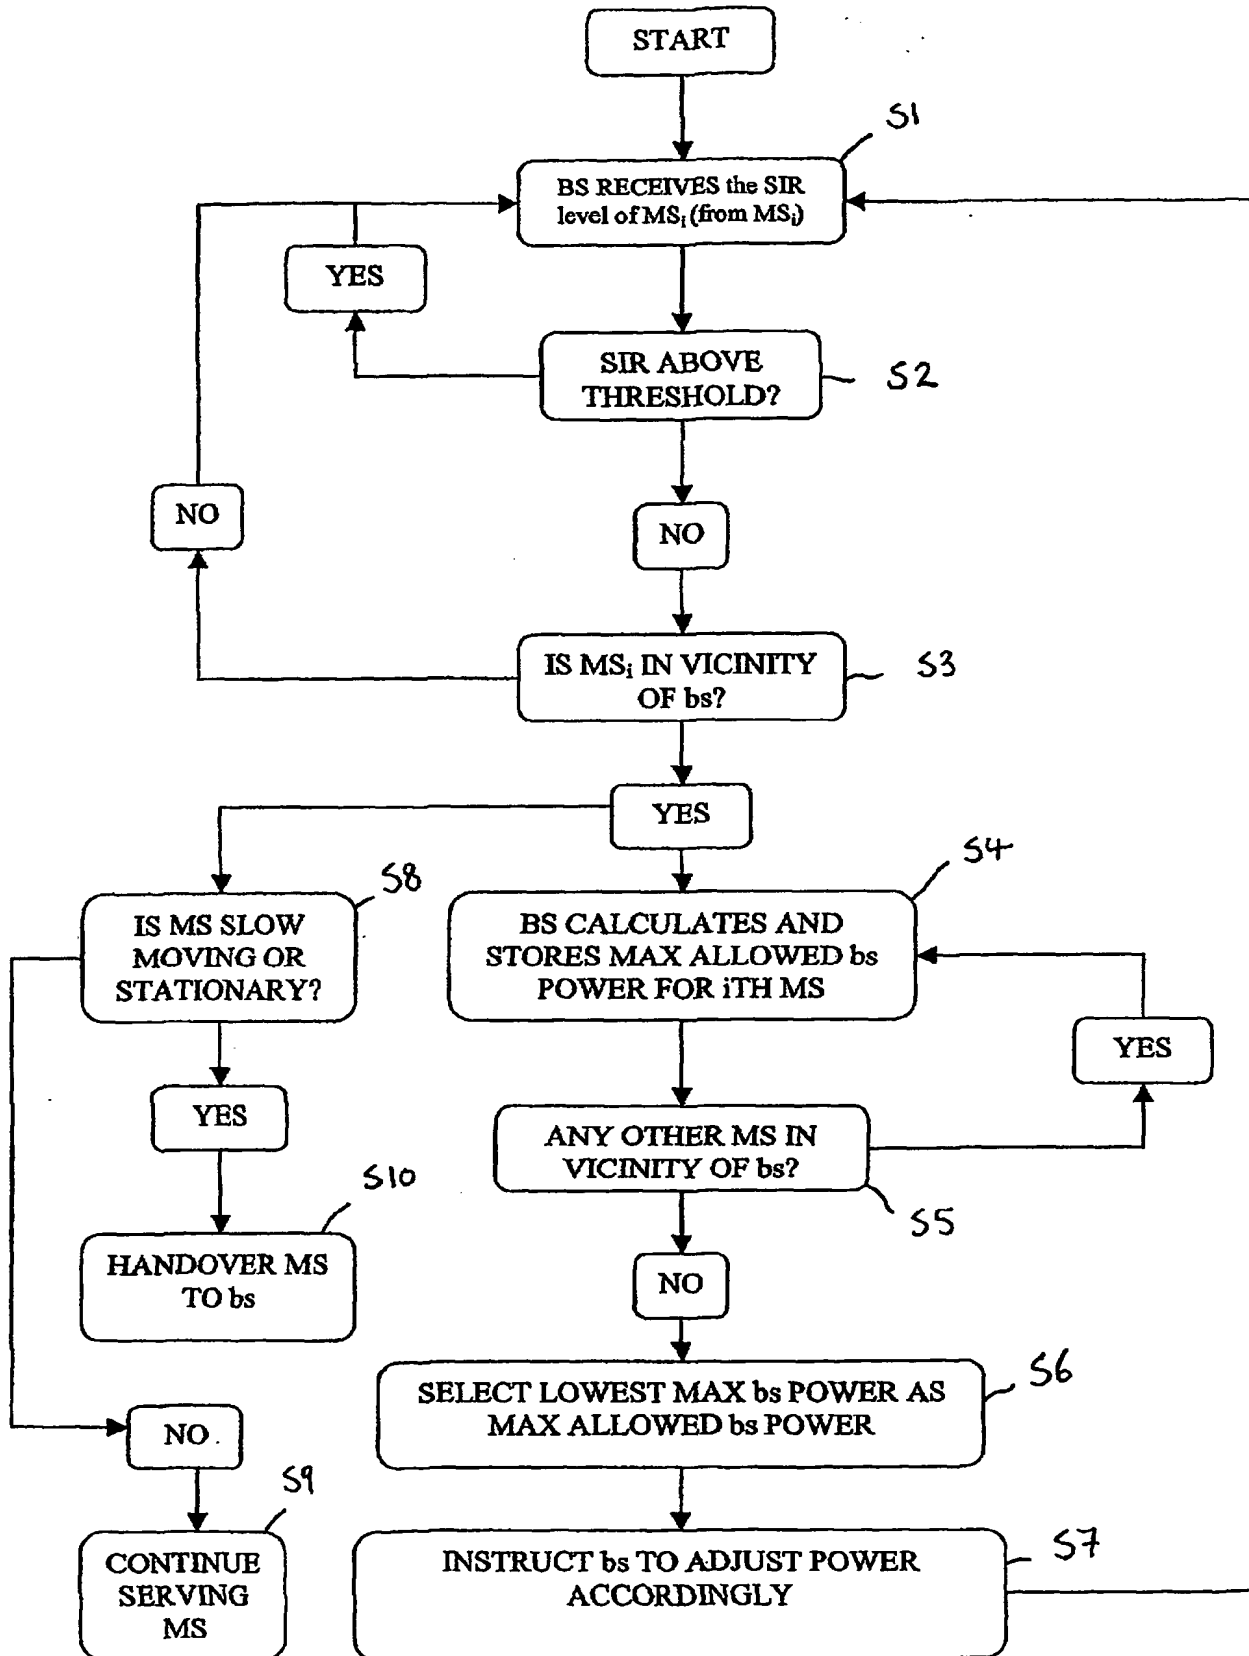 START
S1
BS RECEIVES the SIR
level of MSi (from MSi)
YES
SIR ABOVE
THRESHOLD?
S2
NO
NO
IS MSi IN VICINITY
OF bs?
S3
YES
S8
S4
IS MS SLOW
MOVING OR
STATIONARY?
BS CALCULATES AND
STORES MAX ALLOWED bs
POWER FOR iTH MS
YES
YES
ANY OTHER MS IN
VICINITY OF bs?
S5
S10
HANDOVER MS
TO bs
NO
SELECT LOWEST MAX bs POWER AS
MAX ALLOWED bs POWER
S6
NO
S9
CONTINUE
SERVING
MS
INSTRUCT bs TO ADJUST POWER
ACCORDINGLY
S7